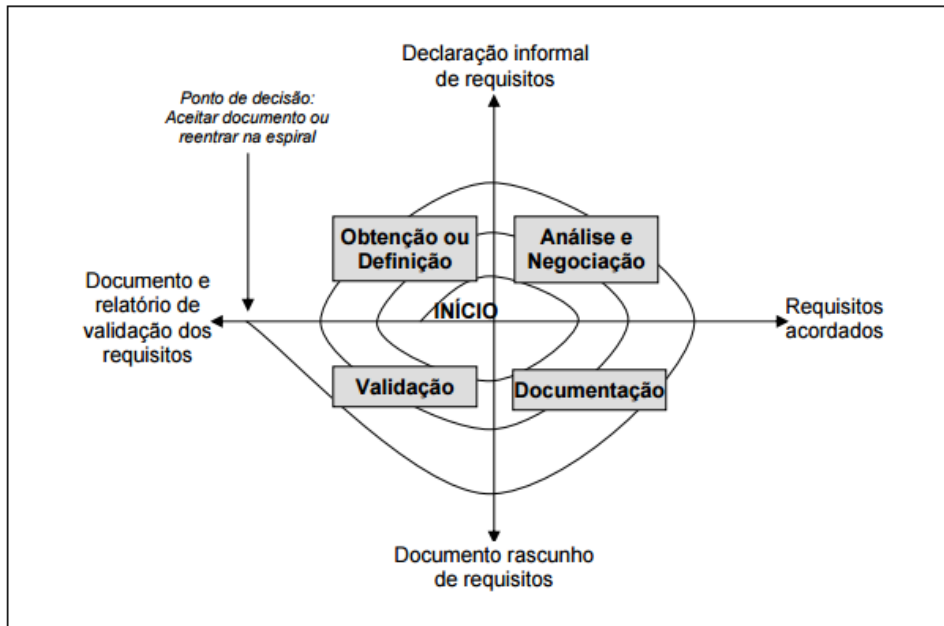 Declaração informal
de requisitos
Ponto de decisão:
Aceitar documento ou
reentrar na espiral
Obtenção ou
Definição
Análise e
Negociação
Documento e
relatório de
validação dos
requisitos
INÍCIO
Requisitos
acordados
Validação
Documentação
Documento rascunho
de requisitos